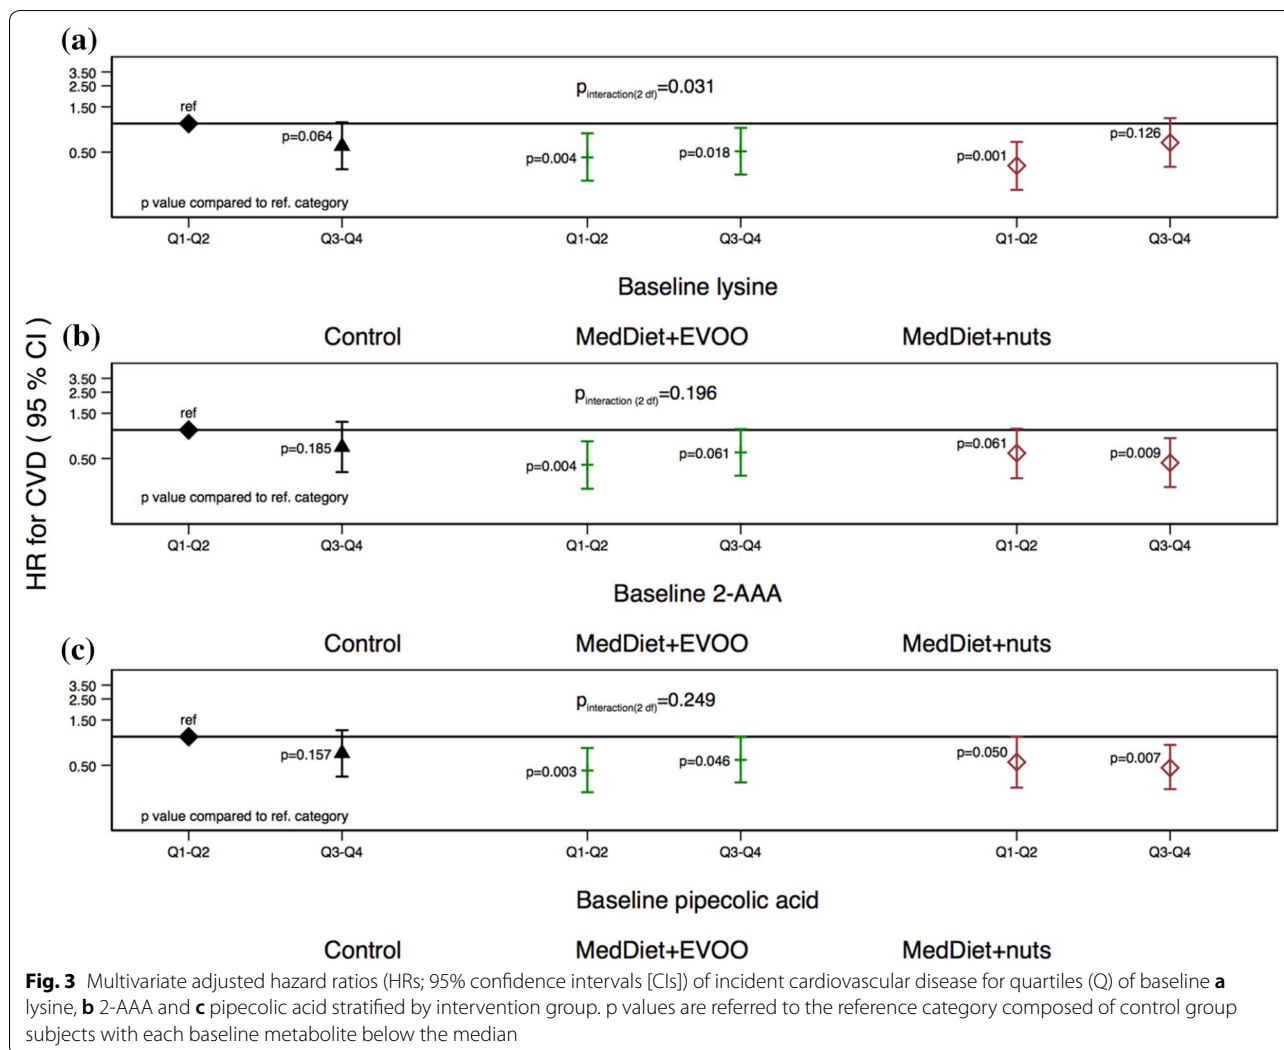 (a)
3.50
2.50
1.50
0.50
ref
p=0.064
pinteraction(2 df)=0.031
p=0.004
p=0.018
p=0.001
p=0.126
p value compared to ref. category
Q1-Q2 Q3-Q4 Q1-Q2 Q3-Q4 Q1-Q2 Q3-Q4
Baseline lysine
Control MedDiet+EVOO MedDiet+nuts
HR for CVD ( 95 % CI )
(b)
3.50
2.50
1.50
0.50
ref
p=0.185
pinteraction (2 df)=0.196
p=0.004
p=0.061
p=0.061
p=0.009
p value compared to ref. category
Q1-Q2 Q3-Q4 Q1-Q2 Q3-Q4 Q1-Q2 Q3-Q4
Baseline 2-AAA
Control MedDiet+EVOO MedDiet+nuts
(c)
3.50
2.50
1.50
0.50
ref
p=0.157
pinteraction(2 df)=0.249
p=0.003
p=0.046
p=0.050
p=0.007
p value compared to ref. category
Q1-Q2 Q3-Q4 Q1-Q2 Q3-Q4 Q1-Q2 Q3-Q4
Baseline pipecolic acid
Control MedDiet+EVOO MedDiet+nuts
Fig. 3 Multivariate adjusted hazard ratios (HRs; 95% confidence intervals [CIs]) of incident cardiovascular disease for quartiles (Q) of baseline a
lysine, b 2-AAA and c pipecolic acid stratified by intervention group. p values are referred to the reference category composed of control group
subjects with each baseline metabolite below the median